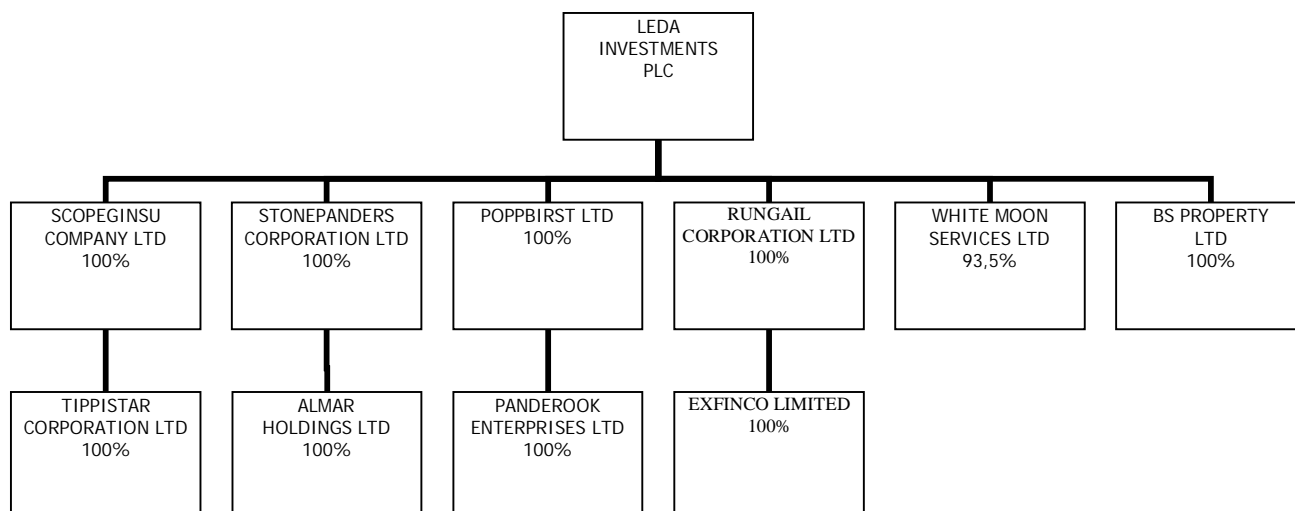 LEDA
INVESTMENTS
PLC
SCOPEGINSU
COMPANY LTD
100%
STONEPANDERS
CORPORATION LTD
100%
POPPBIRST LTD
100%
RUNGAIL
CORPORATION LTD
100%
WHITE MOON
SERVICES LTD
93,5%
BS PROPERTY
LTD
100%
TIPPISTAR
CORPORATION LTD
100%
ALMAR
HOLDINGS LTD
100%
PANDEROOK
ENTERPRISES LTD
100%
EXFINCO LIMITED
100%